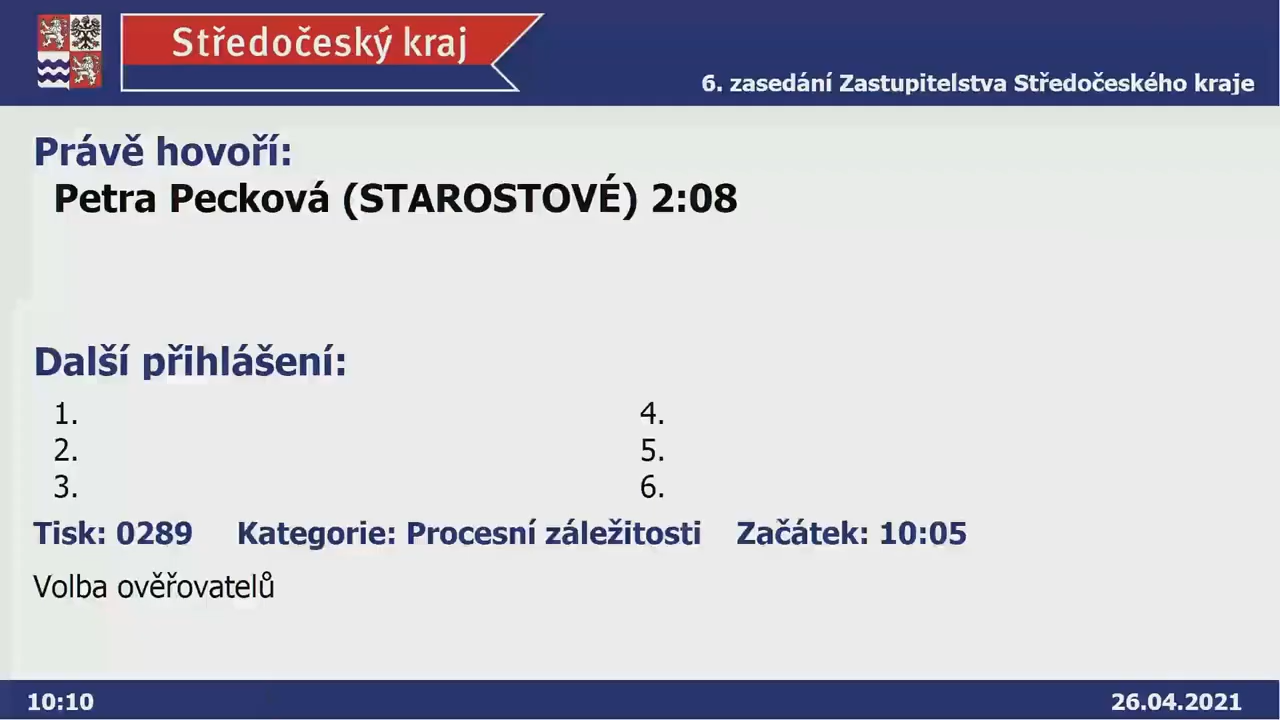 Středočeský kraj
6. zasedání Zastupitelstva Středočeského kraje
Právě hovoří:
Petra Pecková (STAROSTOVÉ) 2:08
Další přihlášení:
1.
2.
3.
4.
5.
6.
Tisk: 0289 Kategorie: Procesní záležitosti Začátek: 10:05
Volba ověřovatelů
10:10
26.04.2021